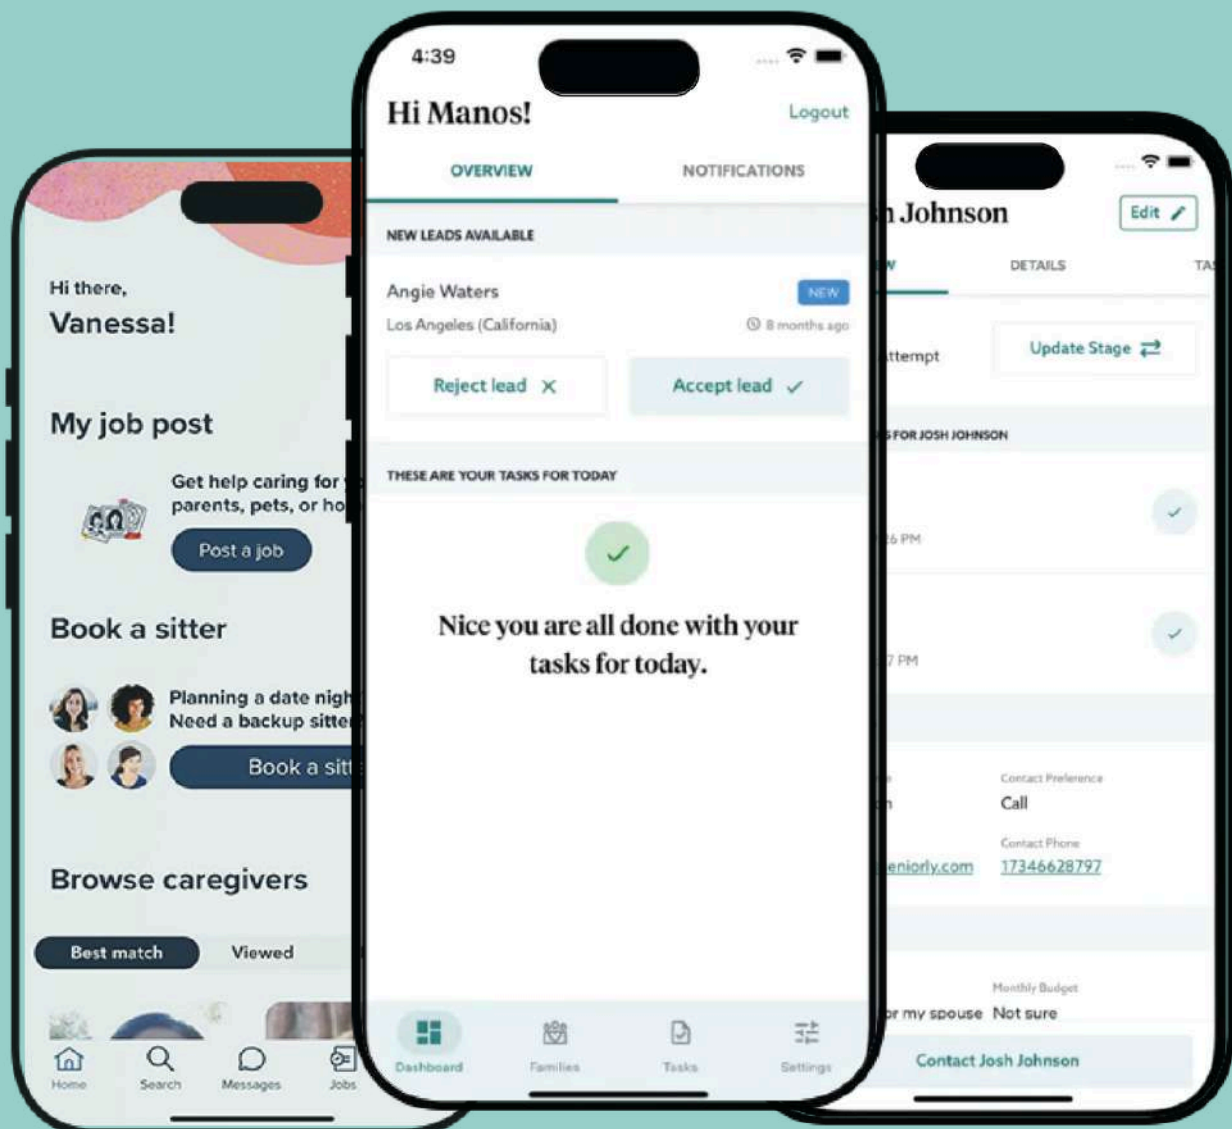 Hi there,
Vanessa!
My job post
Get help caring for
parents, pets, or
Post a job
Book a sitter
Planning a date
Need a backup
Book a
Browse caregivers
Best match
Viewed
Home
Search
Messages
Jobs
4:39
Hi Manos!
Logout
OVERVIEW
NOTIFICATIONS
NEW LEADS AVAILABLE
Angie Waters
NEW
Los Angeles (California)
8 months ago
Reject lead
Accept lead
THESE ARE YOUR TASKS FOR TODAY
Nice you are all done with your
tasks for today.
Dashboard
Families
Tasks
Settings
Johnson
Edit
DETAILS
Update Stage
FOR JOSH JOHNSON
PM
PM
Contact Preference
Call
Contact Phone
eniorly.com
17346628797
Monthly Budget
my spouse
Not sure
Contact Josh Johnson